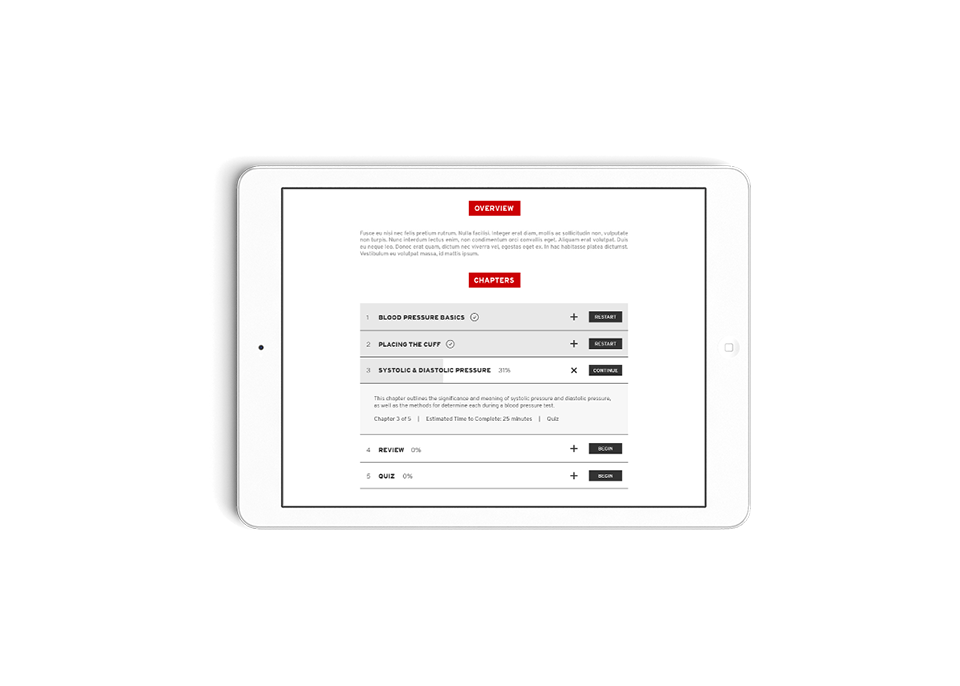 OVERVIEW
Fusce eu nisi nec felis pretium rutrum. Nulla facilisi. Integer erat diam, mattis ac sollicitudin non, vulputate
non turpis. Nunc interdum lectus enim, non condimentum orci convallis eget. Aliquam erat volutpat. Duis
eu neque leo. Donec erat quam, dictum nec viverra vel, egestas eget ex. In hac habitasse platea dictumst.
Vestibulum eu volutpat massa, id mattis ipsum.
CHAPTERS
1 BLOOD PRESSURE BASICS RESTART
2 PLACING THE CUFF RESTART
3 SYSTOLIC & DIASTOLIC PRESSURE 31% CONTINUE
This chapter outlines the significance and meaning of systolic pressure and diastolic pressure,
as well as the methods for determine each during a blood pressure test.
Chapter 3 of 5 | Estimated Time to Complete: 25 minutes | Quiz
4 REVIEW 0% BEGIN
5 QUIZ 0% BEGIN